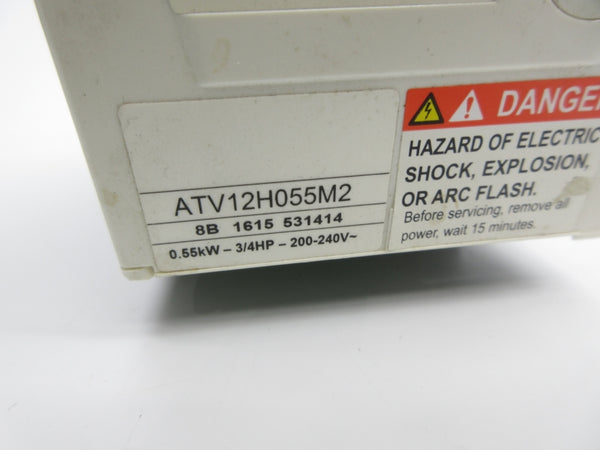 ATV12H055M2
8B 1615 531414
0.55kW – 3/4HP – 200-240V~
DANGE
HAZARD OF ELECTRIC
SHOCK, EXPLOSION,
OR ARC FLASH.
Before servicing, remove all
power, wait 15 minutes.